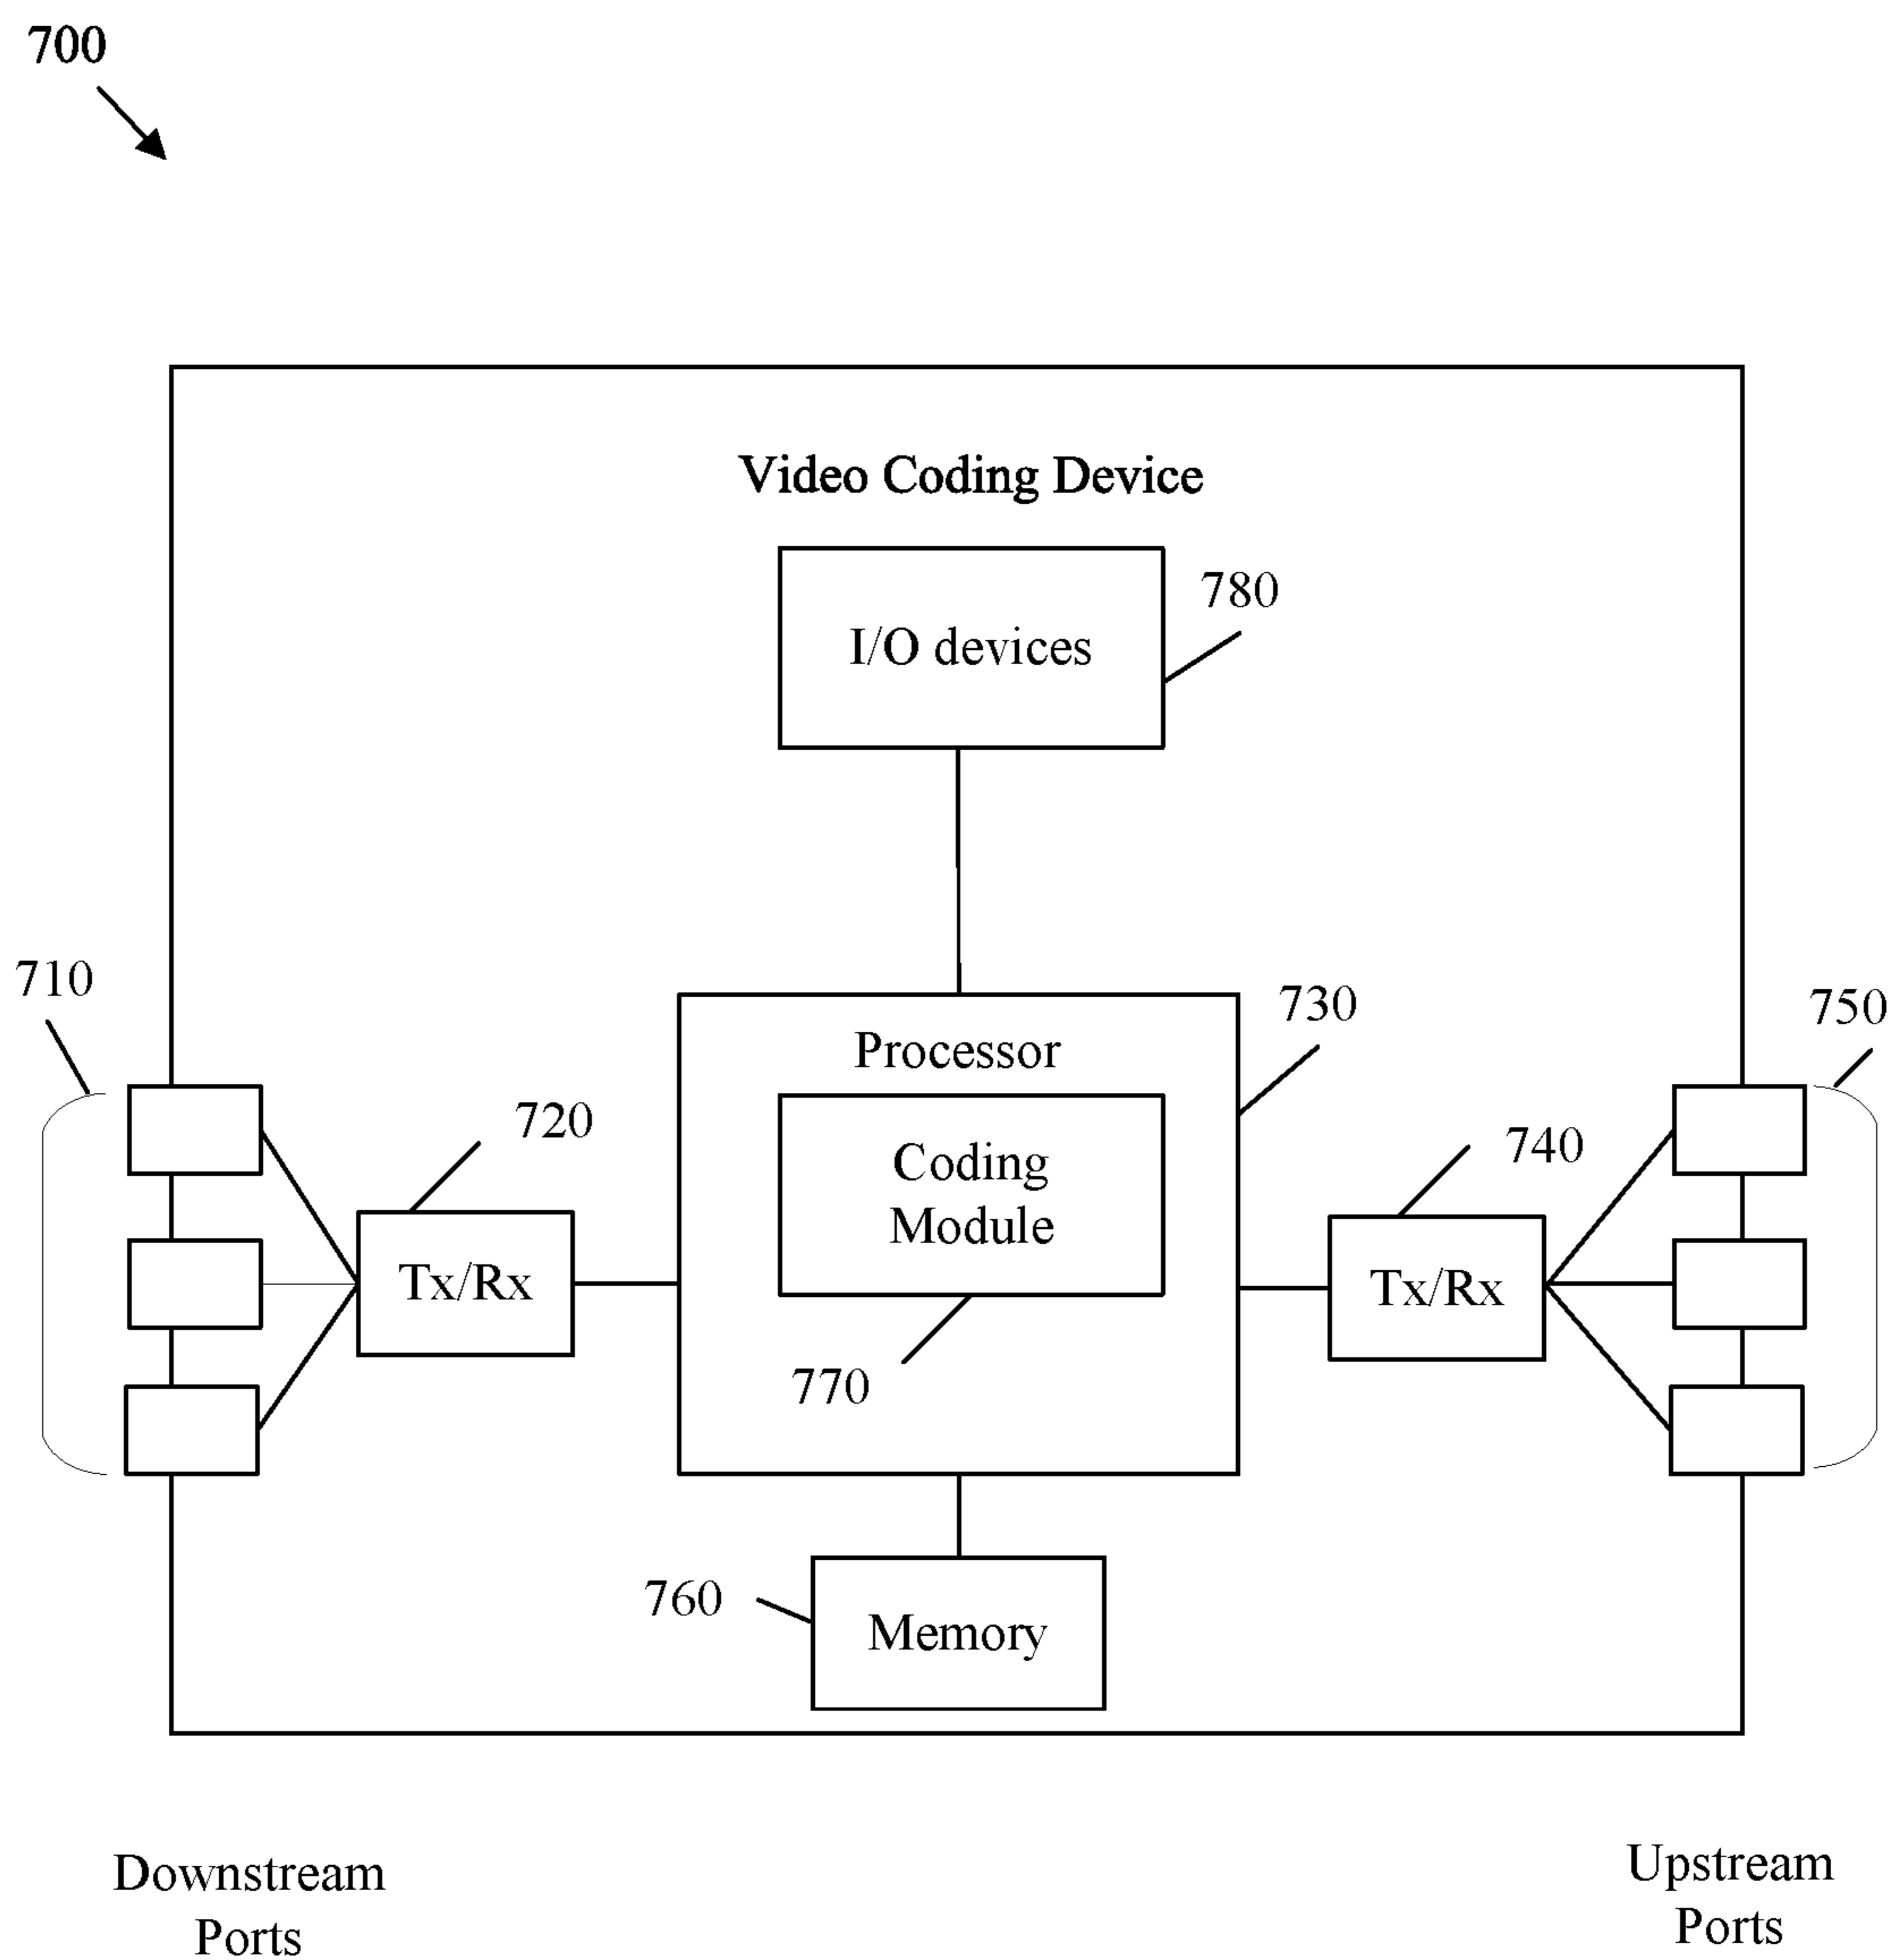 700
Video Coding Device
780
I/O devices
710
730
750
Processor
720
740
Coding
Module
Tx/Rx
Tx/Rx
770
760
Memory
Downstream
Ports
Upstream
Ports